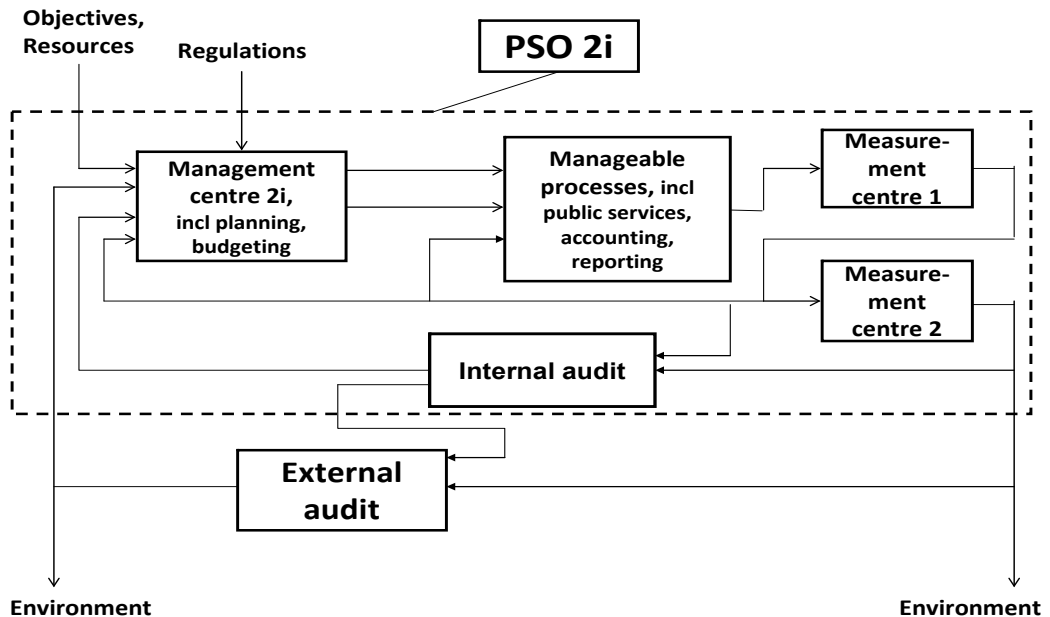 Objectives,
Resources
Regulations
PSO 2i
Management
centre 2i,
incl planning,
budgeting
Manageable
processes, incl
public services,
accounting,
reporting
Measure-
ment
centre 1
Measure-
ment
centre 2
Internal audit
External
audit
Environment
Environment